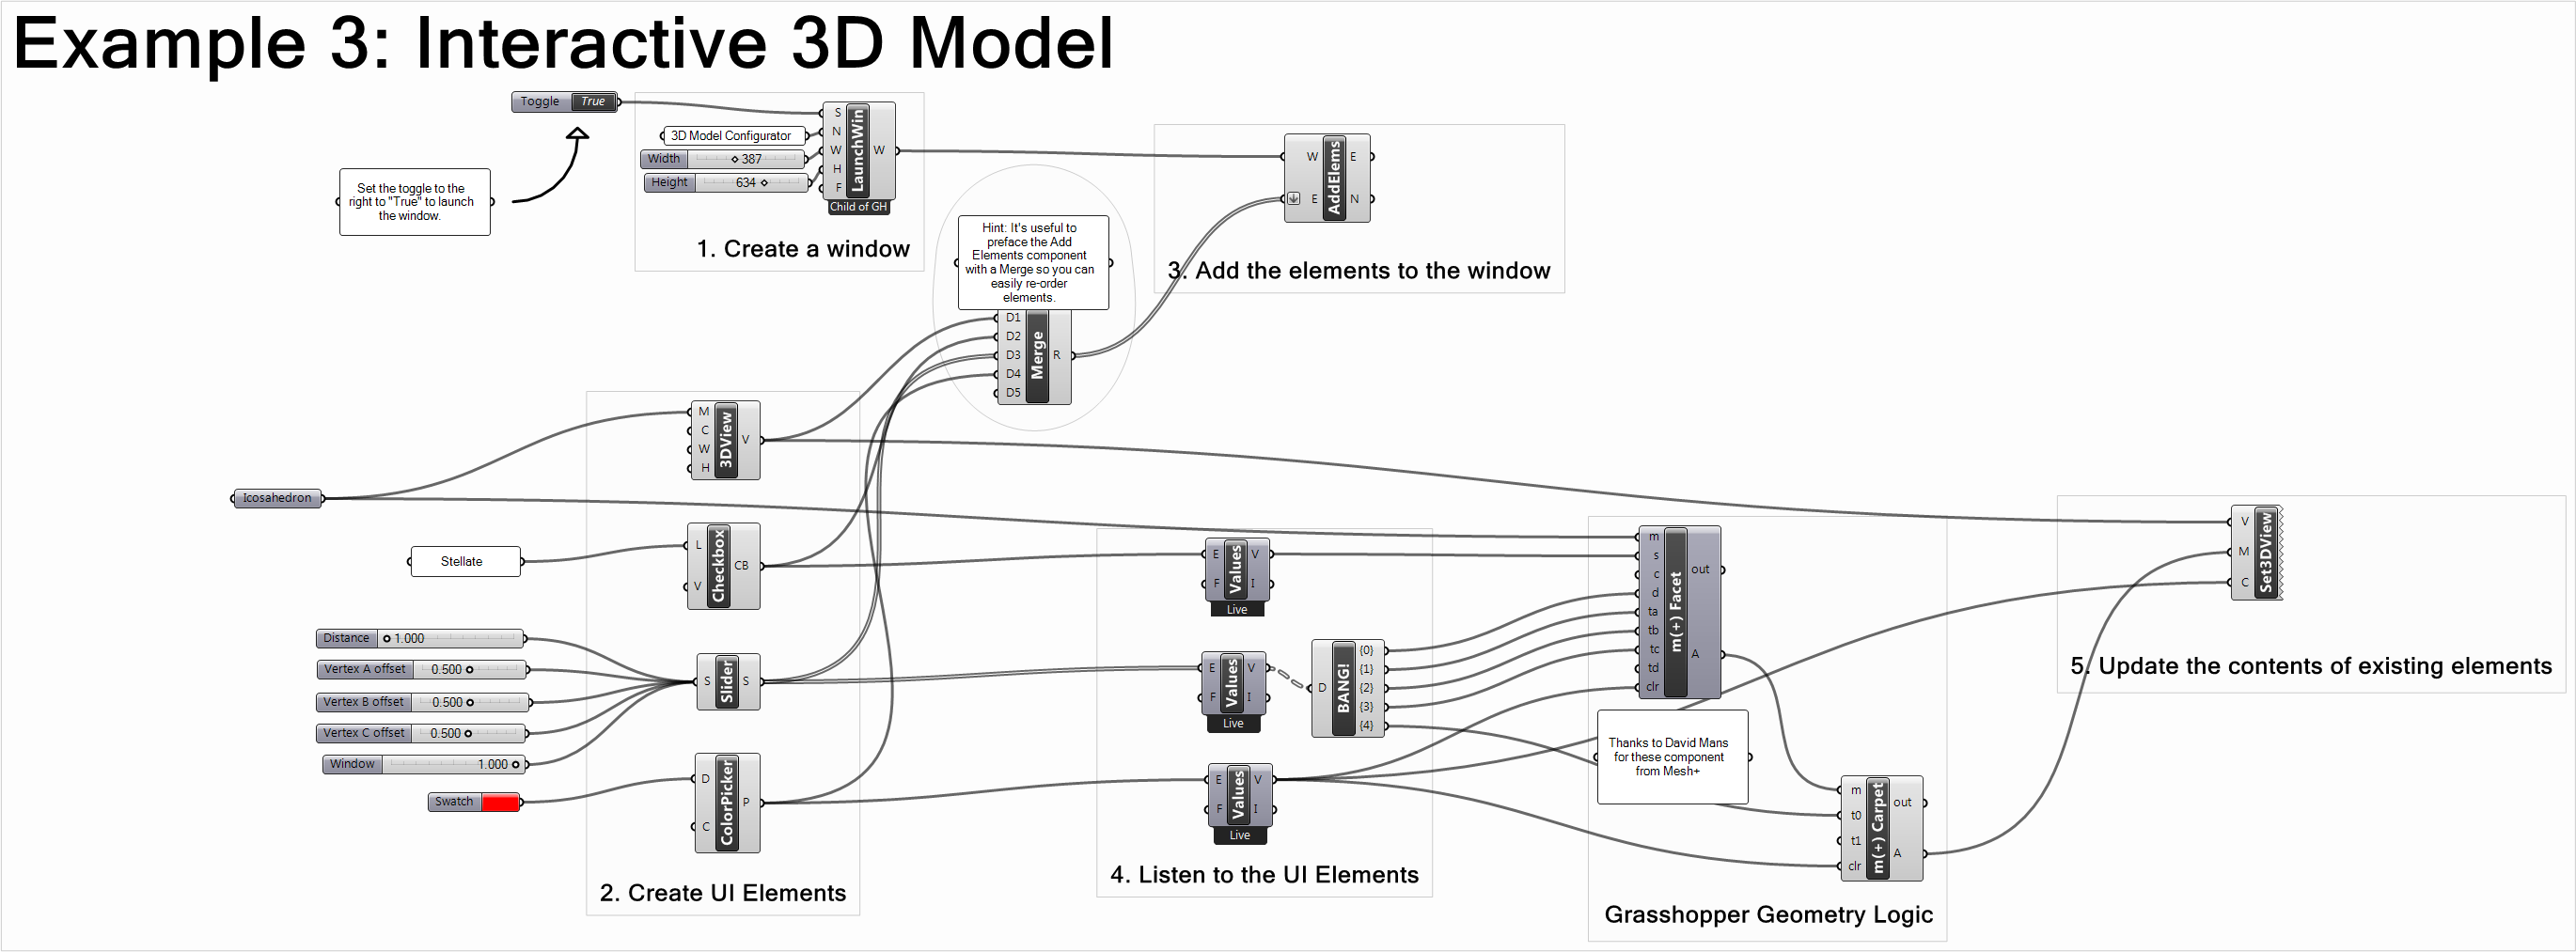 Example 3: Interactive 3D Model
Toggle True
Set the toggle to the
right to "True" to launch
the window.
3D Model Configurator
Width 387
Height 634
S
N
W
H
F
LaunchWin
W
Child of GH
1. Create a window
Hint: It's useful to
preface the Add
Elements component
with a Merge so you can
easily re-order
elements.
D1
D2
D3
D4
D5
Merge
R
W
E
AddElems
E
N
3. Add the elements to the window
Icosahedron
Stellate
Distance 1.000
Vertex A offset 0.500
Vertex B offset 0.500
Vertex C offset 0.500
Window 1.000
Swatch
M
C
W
H
3DView
V
L
V
Checkbox
CB
S
Slider
S
D
C
ColorPicker
P
2. Create UI Elements
E
F
Values
V
I
Live
E
F
Values
V
I
Live
E
F
Values
V
I
Live
D
BANG!
{0}
{1}
{2}
{3}
{4}
4. Listen to the UI Elements
m
s
c
d
ta
tb
tc
td
clr
m(+) Facet
out
A
Thanks to David Mans
for these component
from Mesh+
m
t0
t1
clr
m(+) Carpet
out
A
Grasshopper Geometry Logic
V
M
C
Set3DView
5. Update the contents of existing elements